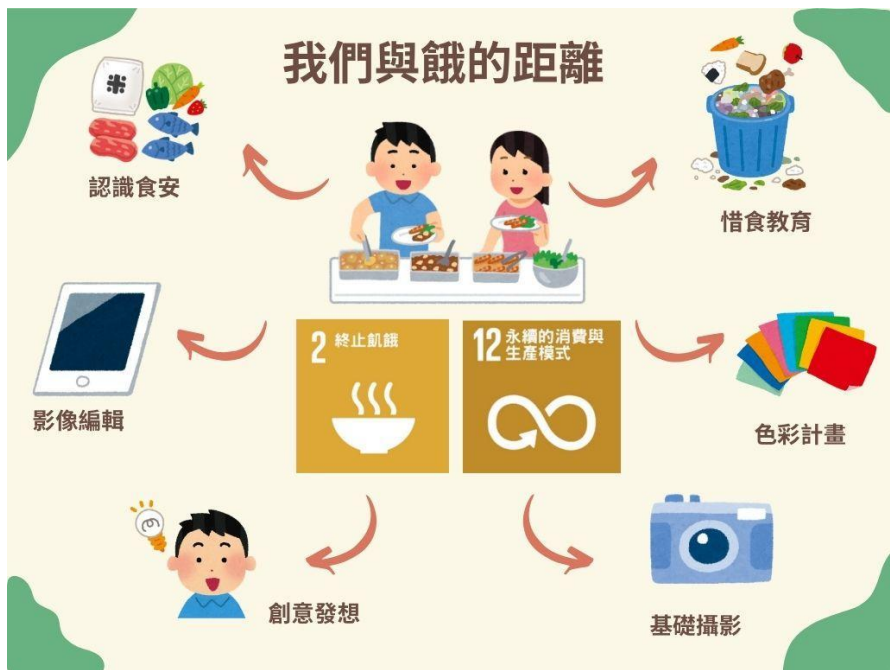 我們與餓的距離
米
認識食安
惜食教育
2 終止飢餓
12 永續的消費與
生產模式
影像編輯
色彩計畫
創意發想
基礎攝影